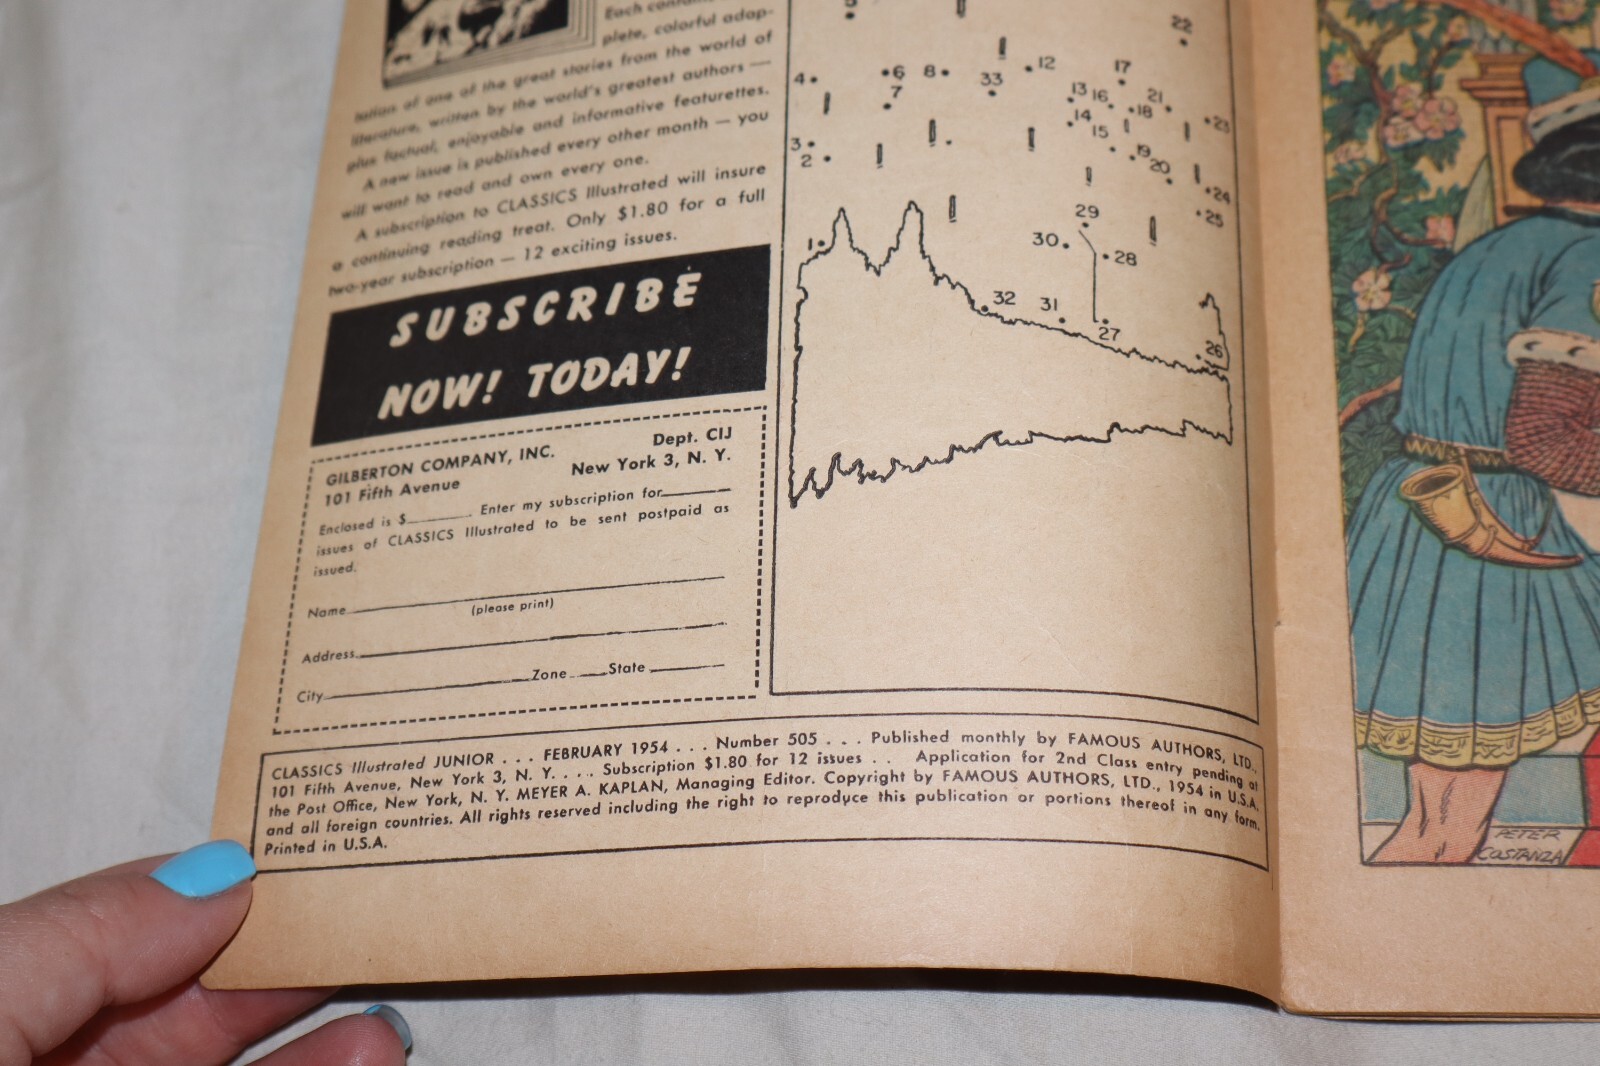 Each
plete, colorful adap-
tation of one of the great stories from the world of
literature, written by the world's greatest authors —
plus factual, enjoyable and informative featurettes.
A new issue is published every other month — you
will want to read and own every one.
A subscription to CLASSICS Illustrated will insure
a continuing reading treat. Only $1.80 for a full
two-year subscription — 12 exciting issues.
SUBSCRIBE
NOW! TODAY!
GILBERTON COMPANY, INC. Dept. CIJ
101 Fifth Avenue New York 3, N. Y.
Enclosed is $ Enter my subscription for
issues of CLASSICS Illustrated to be sent postpaid as
issued.
Name
(please print)
Address
City Zone State
5
22
4 6 8 33 12 17
7 13 16 18 21 23
3 14 15
2 19 20 24
29 25
1 30 28
32 31 27 26
CLASSICS Illustrated JUNIOR . . . FEBRUARY 1954 . . . Number 505 . . . Published monthly by FAMOUS AUTHORS, LTD.,
101 Fifth Avenue, New York 3, N. Y. . . . Subscription $1.80 for 12 issues . . Application for 2nd Class entry pending at
the Post Office, New York, N. Y. MEYER A. KAPLAN, Managing Editor. Copyright by FAMOUS AUTHORS, LTD., 1954 in U.S.A.
and all foreign countries. All rights reserved including the right to reproduce this publication or portions thereof in any form.
Printed in U.S.A.
PETER
COSTANZA